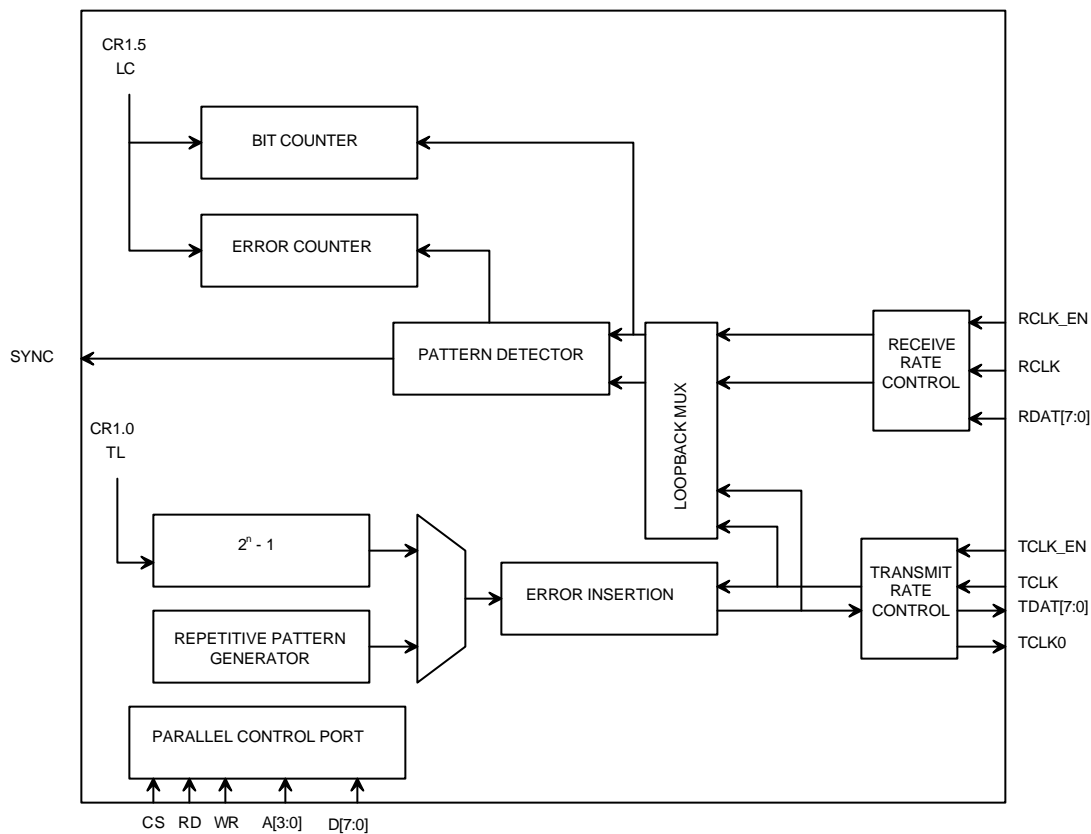 CR1.5
LC
BIT COUNTER
ERROR COUNTER
SYNC
PATTERN DETECTOR
LOOPBACK MUX
RECEIVE
RATE
CONTROL
RCLK_EN
RCLK
RDAT[7:0]
CR1.0
TL
2ⁿ - 1
REPETITIVE PATTERN
GENERATOR
ERROR INSERTION
TRANSMIT
RATE
CONTROL
TCLK_EN
TCLK
TDAT[7:0]
TCLK0
PARALLEL CONTROL PORT
CS RD WR A[3:0] D[7:0]